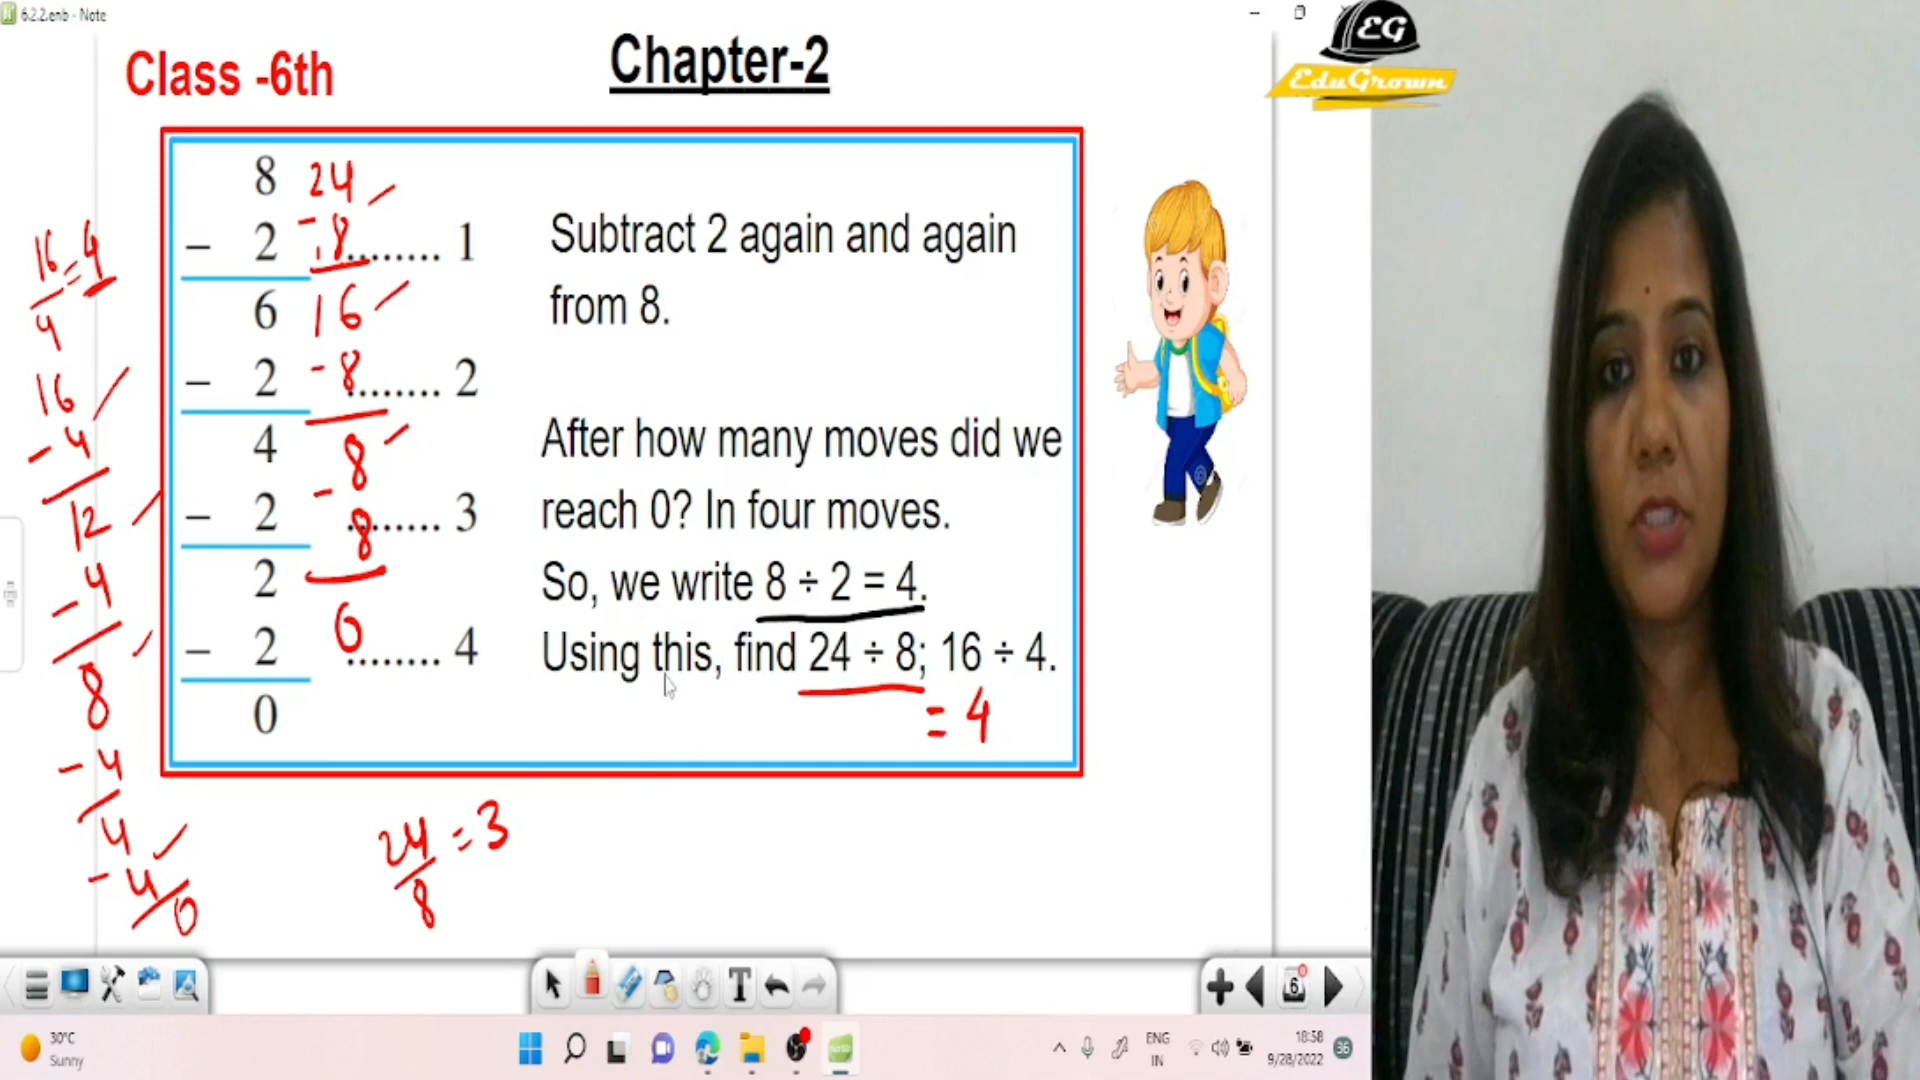 6.2.2.enb - Note
EG
EduGrown
Class -6th
Chapter-2
8
- 2 ........ 1
6
- 2 ........ 2
4
- 2 ........ 3
2
- 2 ........ 4
0
24
- 8
16
- 8
8
- 8
0
16/4 = 4
16
- 4
12
- 4
8
- 4
4
- 4
0
Subtract 2 again and again
from 8.
After how many moves did we
reach 0? In four moves.
So, we write 8 ÷ 2 = 4.
Using this, find 24 ÷ 8; 16 ÷ 4.
= 4
24/8 = 3
T
6
30°C
Sunny
ENG
IN
18:58
9/28/2022
36